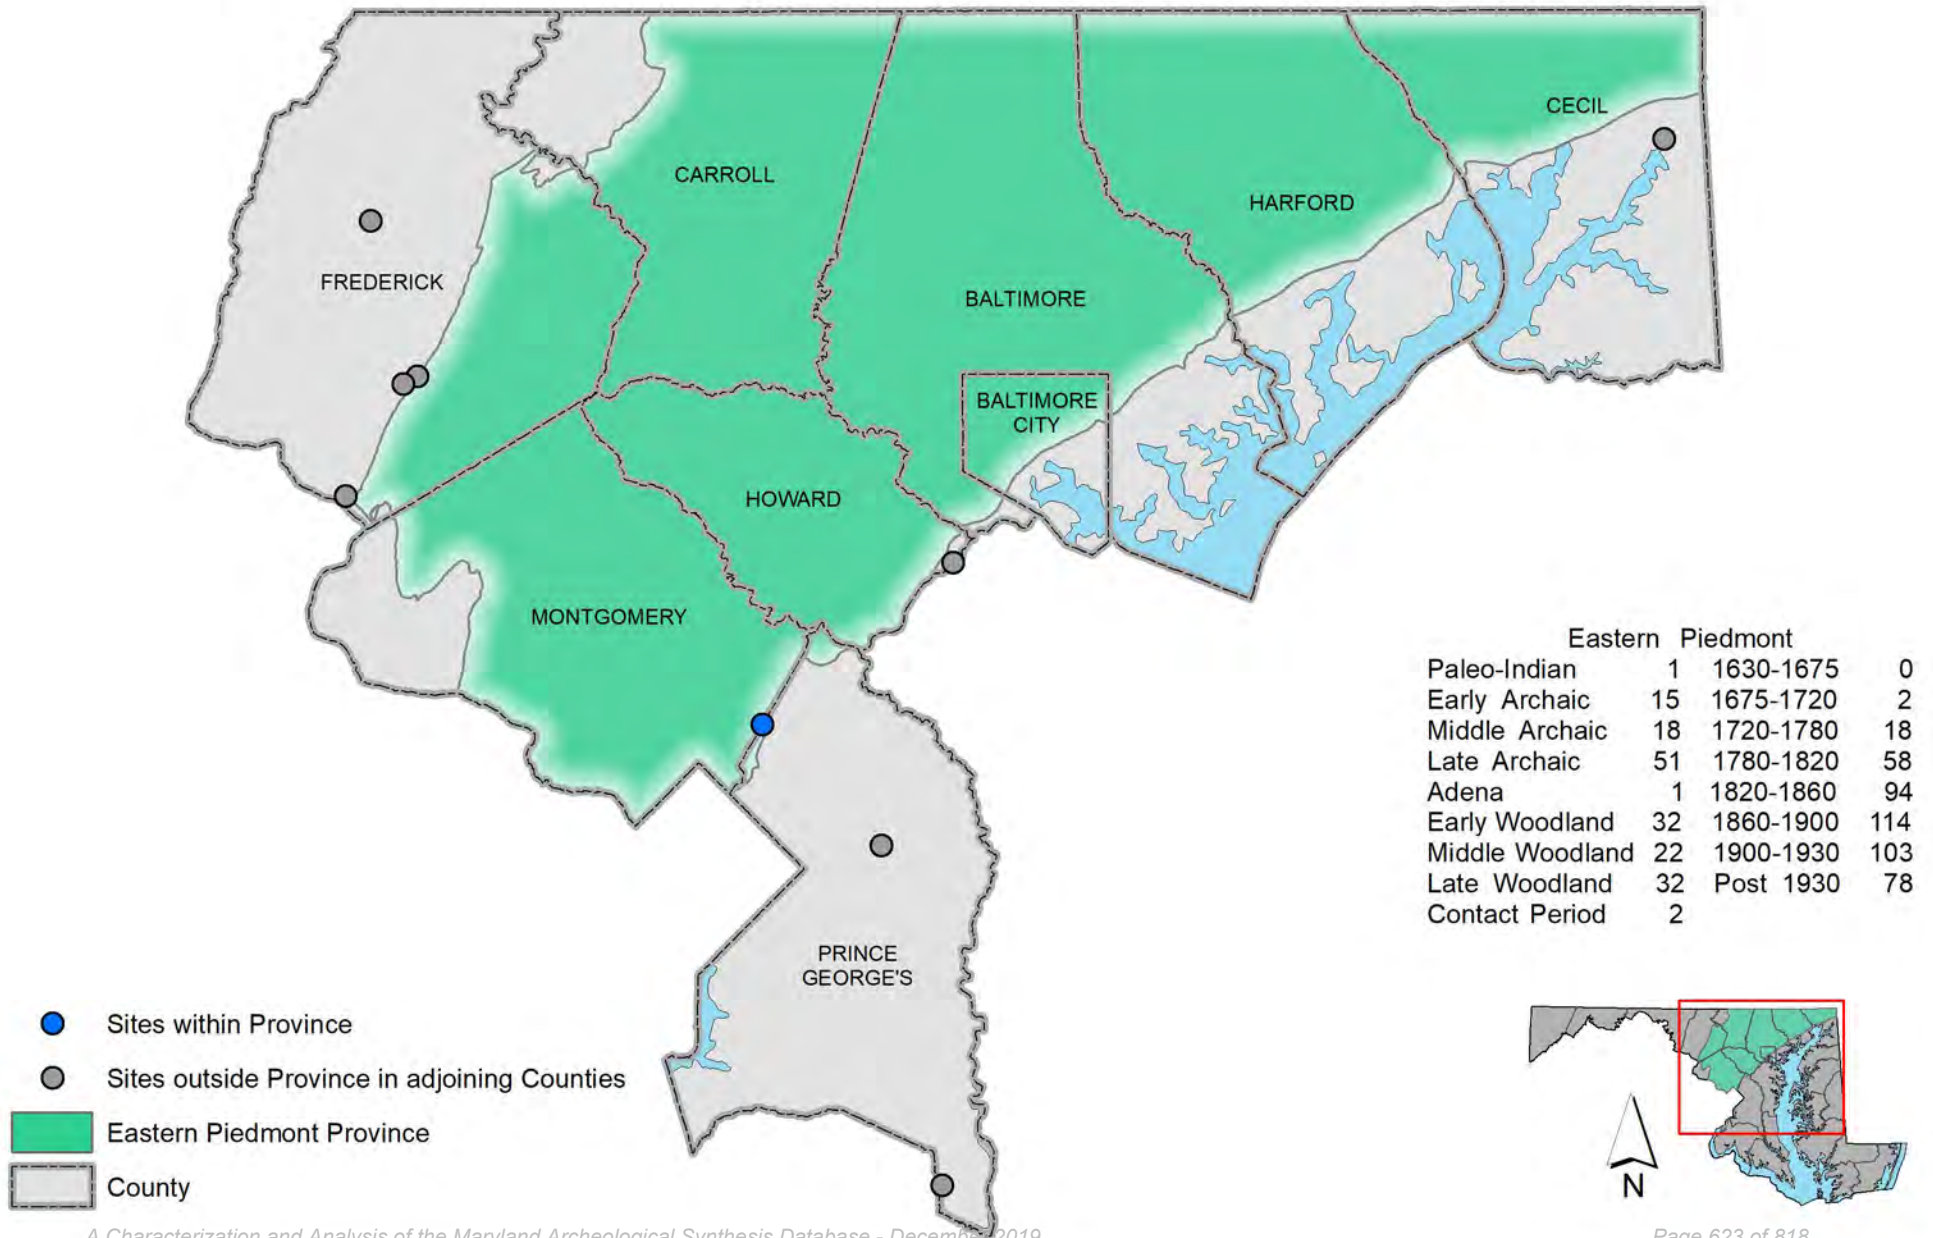 CECIL
CARROLL
HARFORD
FREDERICK
BALTIMORE
BALTIMORE
CITY
HOWARD
MONTGOMERY
PRINCE
GEORGE'S
Eastern Piedmont
Paleo-Indian 1 1630-1675 0
Early Archaic 15 1675-1720 2
Middle Archaic 18 1720-1780 18
Late Archaic 51 1780-1820 58
Adena 1 1820-1860 94
Early Woodland 32 1860-1900 114
Middle Woodland 22 1900-1930 103
Late Woodland 32 Post 1930 78
Contact Period 2
Sites within Province
Sites outside Province in adjoining Counties
Eastern Piedmont Province
County
N
A Characterization and Analysis of the Maryland Archeological Synthesis Database - December 2019
Page 623 of 818